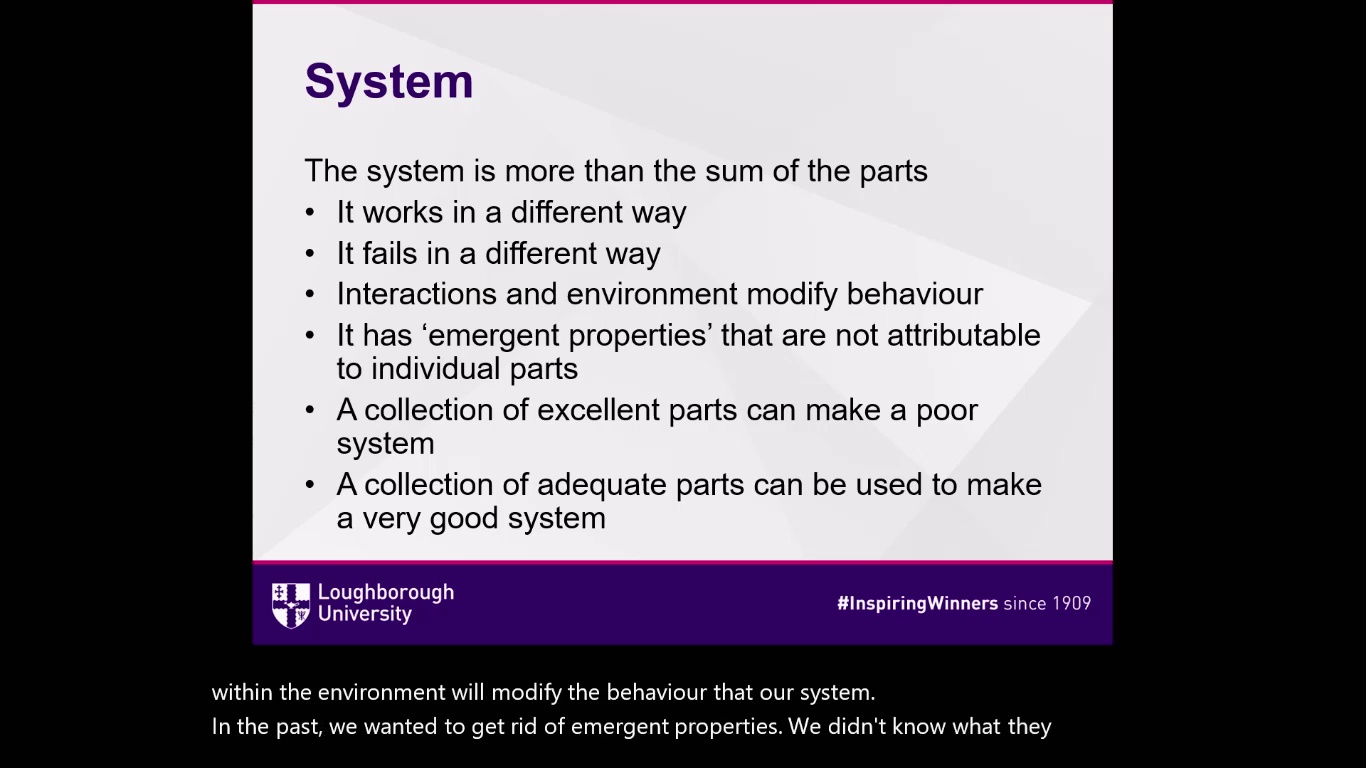 System
The system is more than the sum of the parts
• It works in a different way
• It fails in a different way
• Interactions and environment modify behaviour
• It has ‘emergent properties’ that are not attributable
to individual parts
• A collection of excellent parts can make a poor
system
• A collection of adequate parts can be used to make
a very good system
Loughborough
University
#InspiringWinners since 1909
within the environment will modify the behaviour that our system.
In the past, we wanted to get rid of emergent properties. We didn't know what they